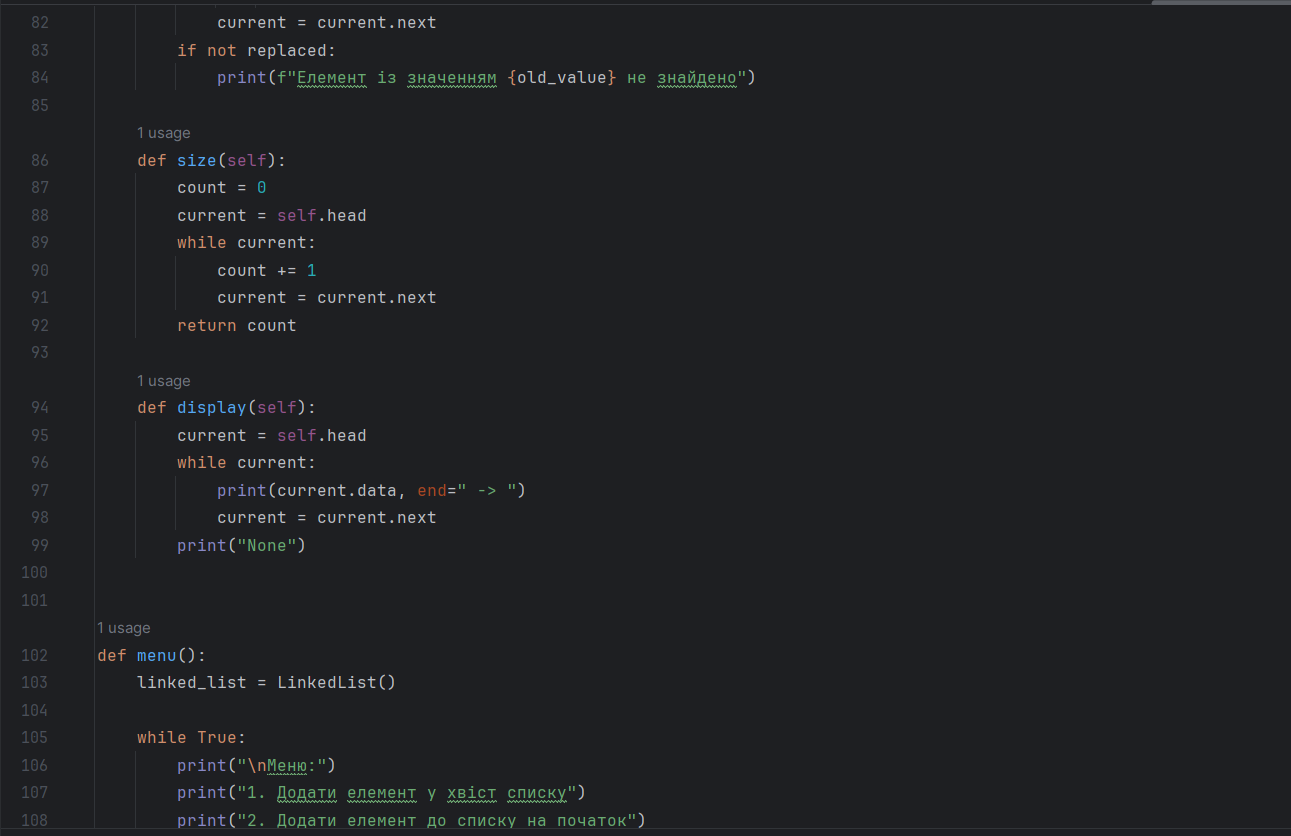 82 current = current.next
83 if not replaced:
84 print(f"Елемент із значенням {old_value} не знайдено")
85
1 usage
86 def size(self):
87 count = 0
88 current = self.head
89 while current:
90 count += 1
91 current = current.next
92 return count
93
1 usage
94 def display(self):
95 current = self.head
96 while current:
97 print(current.data, end=" -> ")
98 current = current.next
99 print("None")
100
101
1 usage
102 def menu():
103 linked_list = LinkedList()
104
105 while True:
106 print("\nМеню:")
107 print("1. Додати елемент у хвіст списку")
108 print("2. Додати елемент до списку на початок")